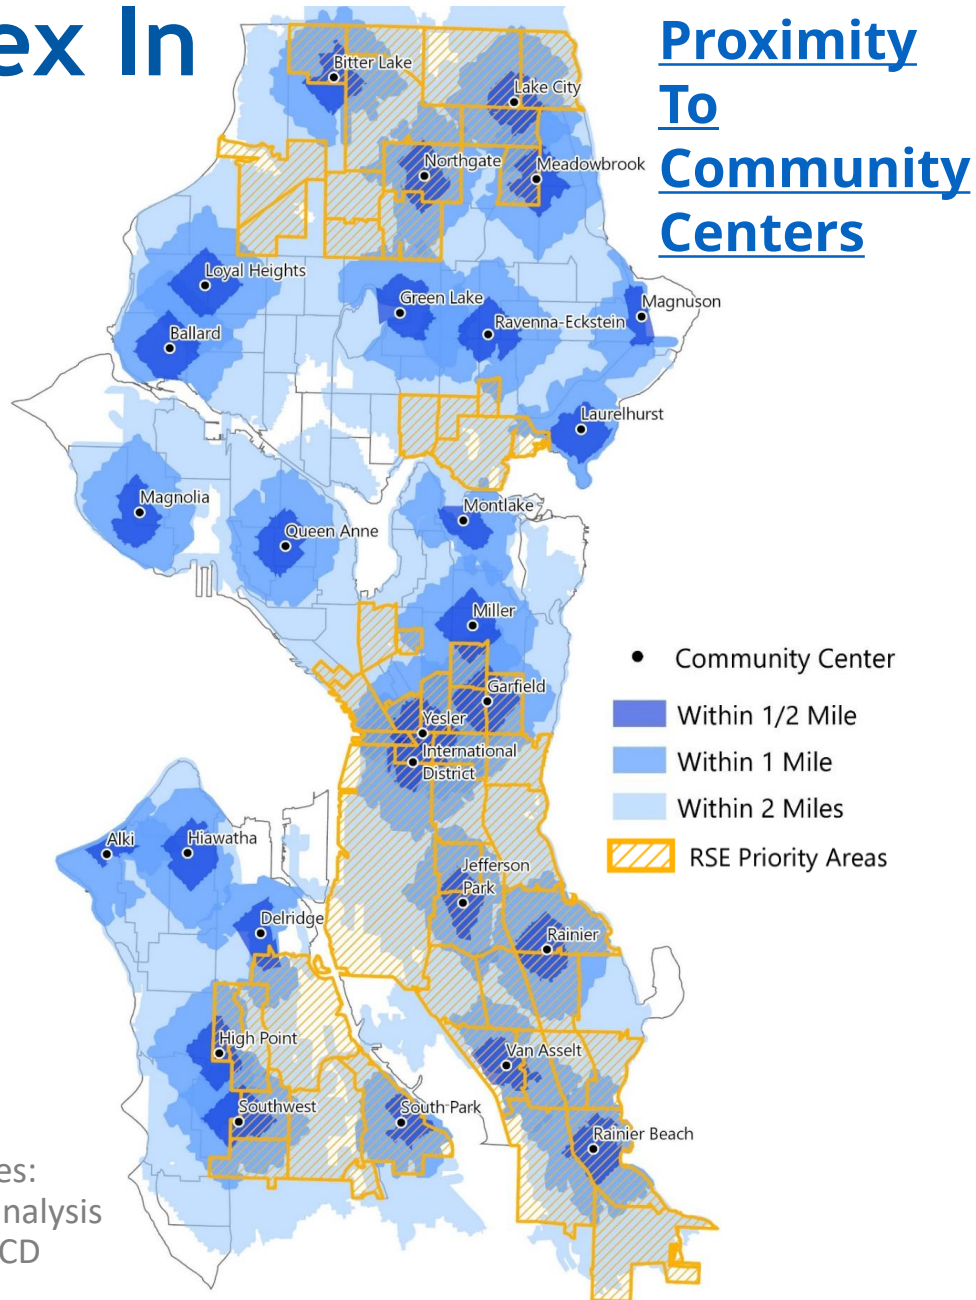 ex In
Proximity
To
Community
Centers
Bitter Lake
Lake City
Northgate
Meadowbrook
Loyal Heights
Green Lake
Magnuson
Ravenna-Eckstein
Ballard
Laurelhurst
Magnolia
Montlake
Queen Anne
Miller
Garfield
Yesler
International
District
Community Center
Within 1/2 Mile
Within 1 Mile
Within 2 Miles
RSE Priority Areas
Alki
Hiawatha
Jefferson
Park
Delridge
Rainier
High Point
Van Asselt
Southwest
South Park
Rainier Beach
es:
nalysis
CD